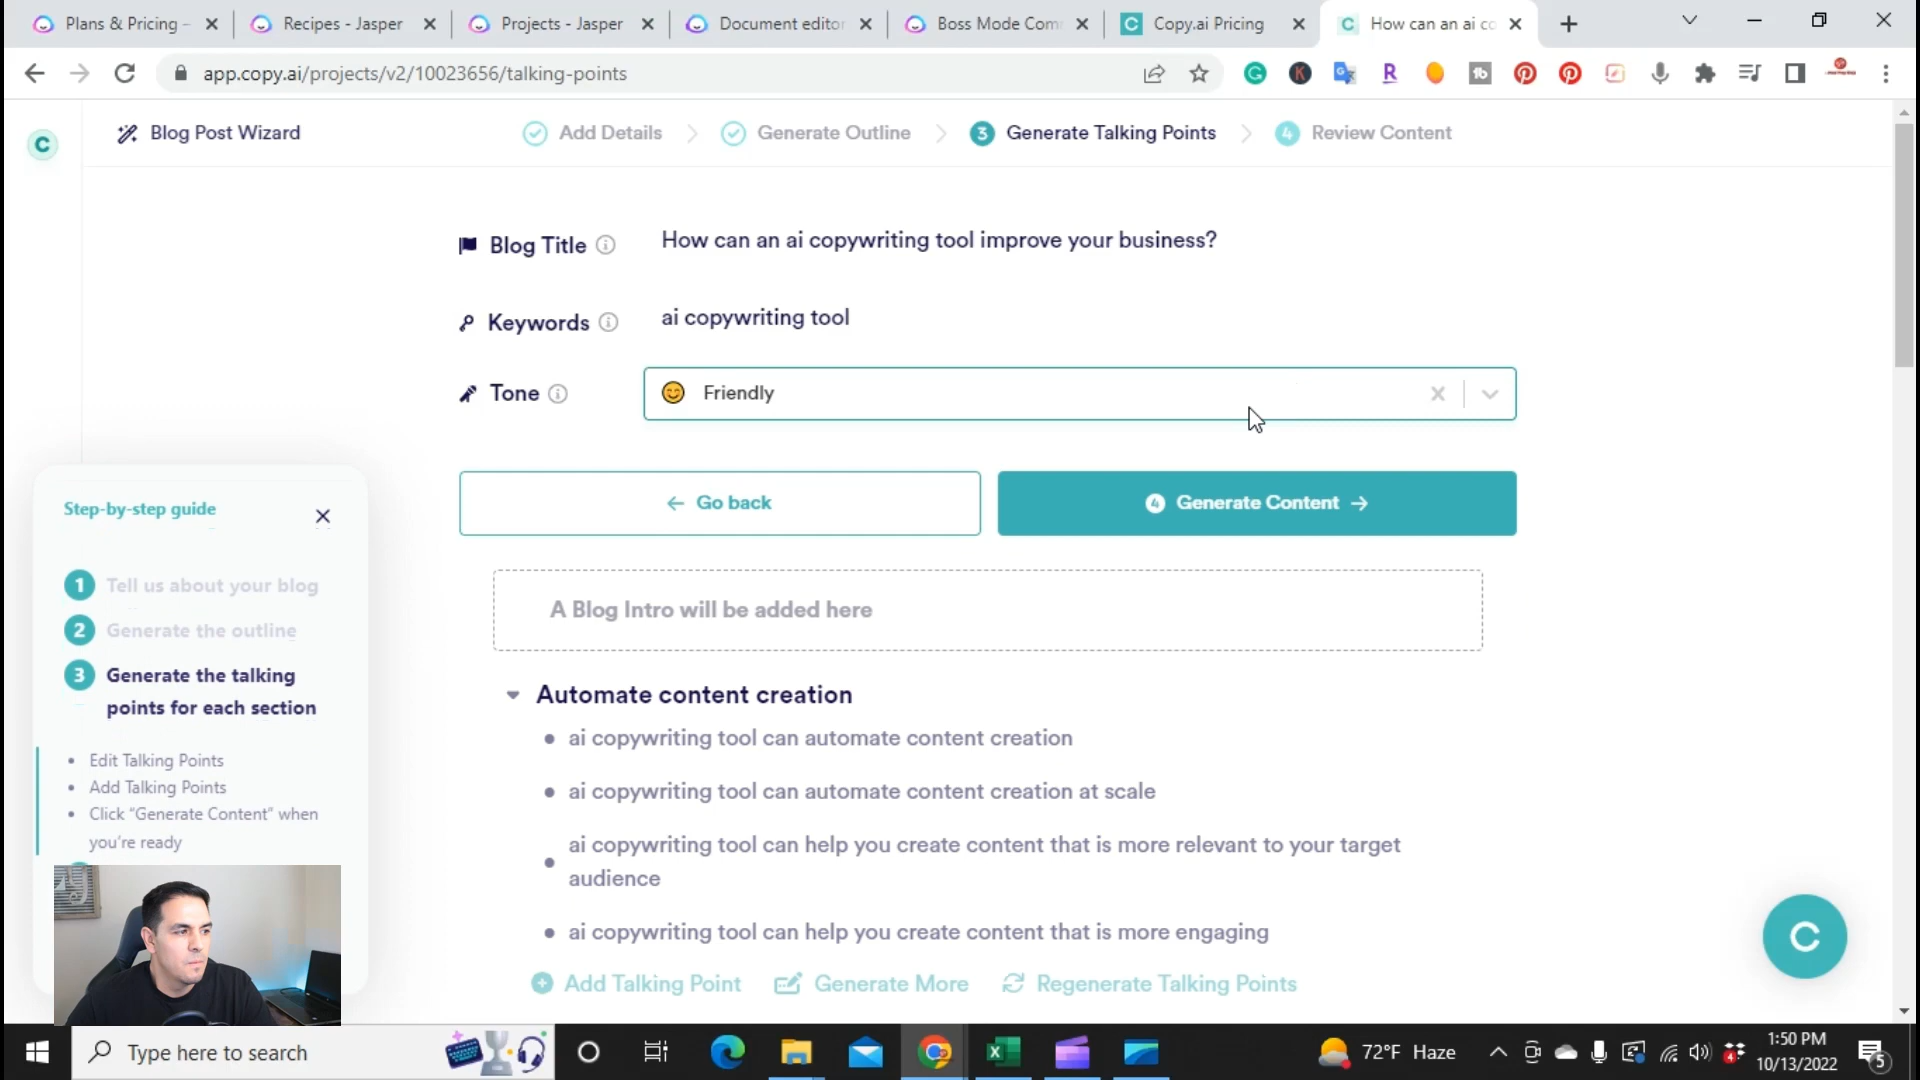 Plans & Pricing -
Recipes - Jasper
Projects - Jasper
Document editor
Boss Mode Com
Copy.ai Pricing
How can an ai co
app.copy.ai/projects/v2/10023656/talking-points
Blog Post Wizard
Add Details
Generate Outline
3 Generate Talking Points
4 Review Content
Blog Title
How can an ai copywriting tool improve your business?
Keywords
ai copywriting tool
Tone
Friendly
← Go back
4 Generate Content →
A Blog Intro will be added here
Automate content creation
• ai copywriting tool can automate content creation
• ai copywriting tool can automate content creation at scale
• ai copywriting tool can help you create content that is more relevant to your target
audience
• ai copywriting tool can help you create content that is more engaging
Add Talking Point
Generate More
Regenerate Talking Points
Step-by-step guide
1 Tell us about your blog
2 Generate the outline
3 Generate the talking
points for each section
• Edit Talking Points
• Add Talking Points
• Click "Generate Content" when
you're ready
Type here to search
72°F Haze
1:50 PM
10/13/2022
5